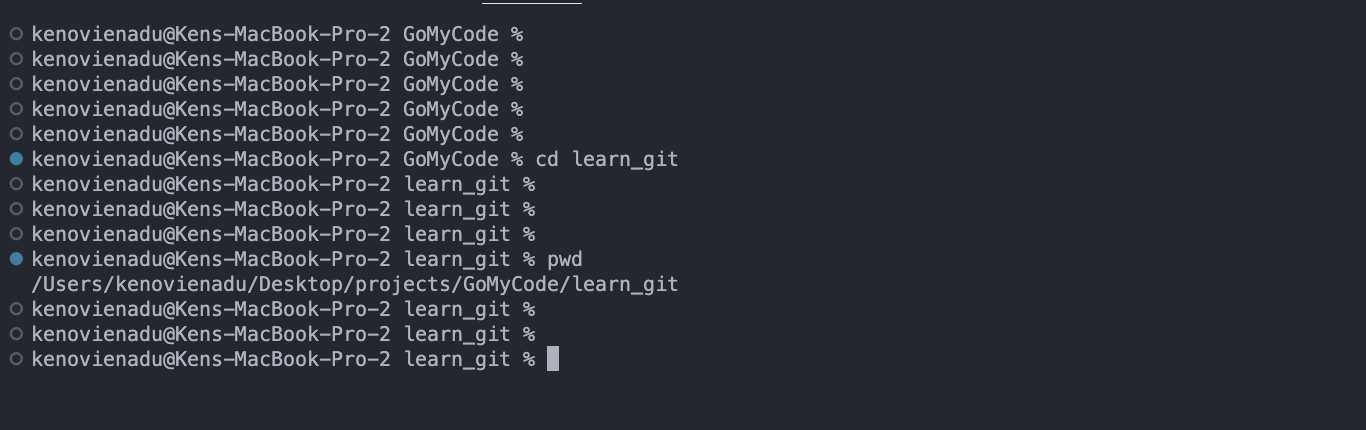 kenovienadu@Kens-MacBook-Pro-2 GoMyCode %
kenovienadu@Kens-MacBook-Pro-2 GoMyCode %
kenovienadu@Kens-MacBook-Pro-2 GoMyCode %
kenovienadu@Kens-MacBook-Pro-2 GoMyCode %
kenovienadu@Kens-MacBook-Pro-2 GoMyCode %
kenovienadu@Kens-MacBook-Pro-2 GoMyCode % cd learn_git
kenovienadu@Kens-MacBook-Pro-2 learn_git %
kenovienadu@Kens-MacBook-Pro-2 learn_git %
kenovienadu@Kens-MacBook-Pro-2 learn_git %
kenovienadu@Kens-MacBook-Pro-2 learn_git % pwd
/Users/kenovienadu/Desktop/projects/GoMyCode/learn_git
kenovienadu@Kens-MacBook-Pro-2 learn_git %
kenovienadu@Kens-MacBook-Pro-2 learn_git %
kenovienadu@Kens-MacBook-Pro-2 learn_git %